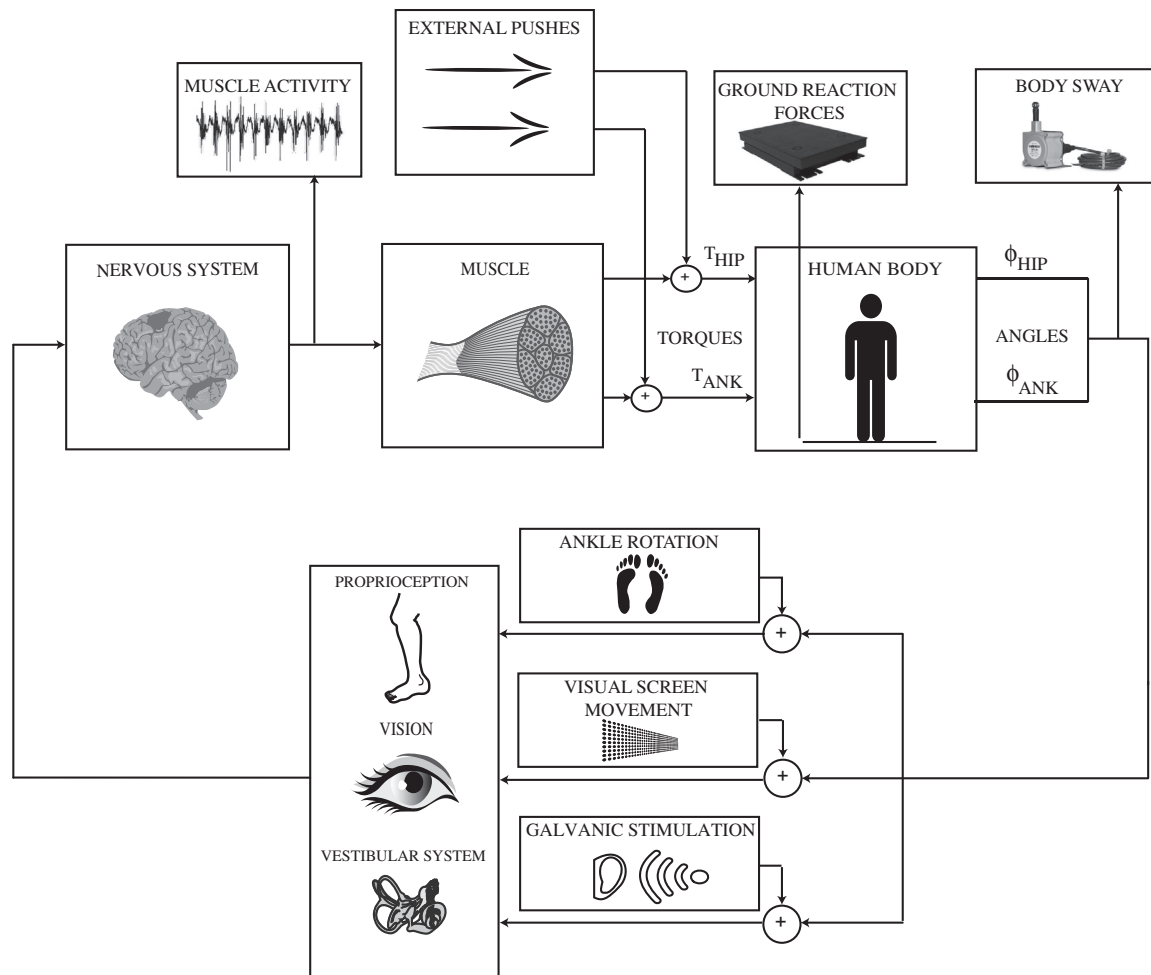 EXTERNAL PUSHES
MUSCLE ACTIVITY
GROUND REACTION
FORCES
BODY SWAY
NERVOUS SYSTEM
MUSCLE
+
T_HIP
HUMAN BODY
ϕ_HIP
TORQUES
ANGLES
+
T_ANK
ϕ_ANK
ANKLE ROTATION
+
PROPRIOCEPTION
VISUAL SCREEN
MOVEMENT
+
VISION
GALVANIC STIMULATION
+
VESTIBULAR SYSTEM